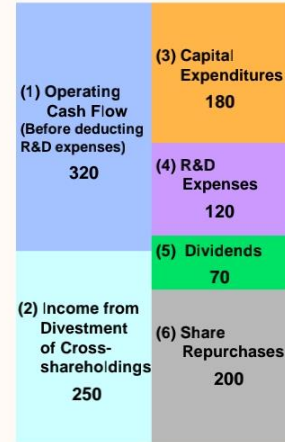 (1) Operating
Cash Flow
(Before deducting
R&D expenses)
320
(2) Income from
Divestment
of Cross-
shareholdings
250
(3) Capital
Expenditures
180
(4) R&D
Expenses
120
(5) Dividends
70
(6) Share
Repurchases
200